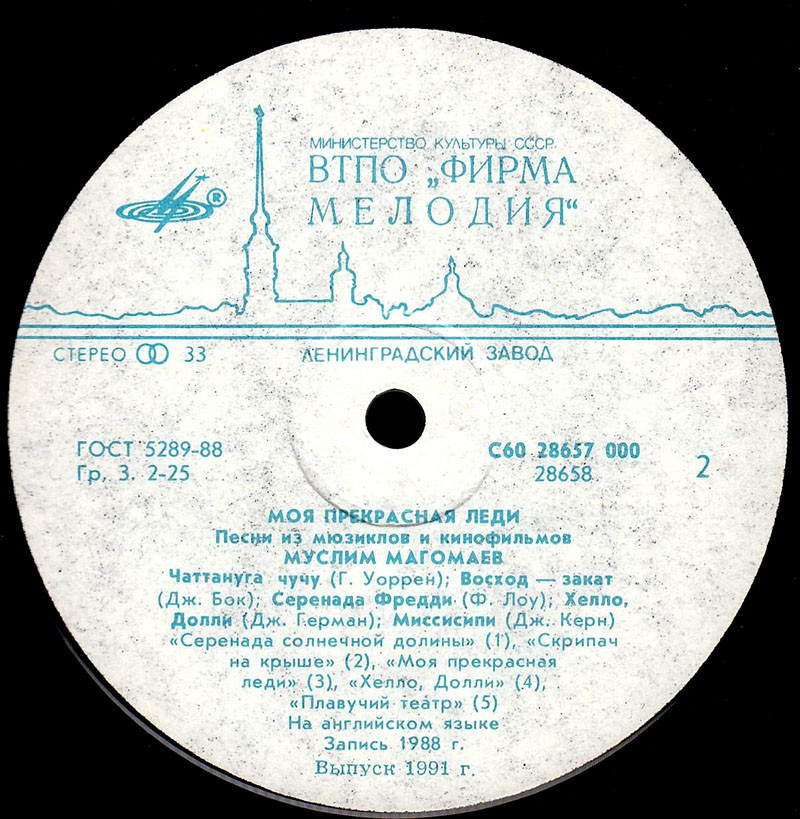 МИНИСТЕРСТВО КУЛЬТУРЫ СССР
ВТПО „ФИРМА
МЕЛОДИЯ“
®
СТЕРЕО 33
ЛЕНИНГРАДСКИЙ ЗАВОД
ГОСТ 5289-88
Гр. 3. 2-25
С60 28657 000
28658
2
МОЯ ПРЕКРАСНАЯ ЛЕДИ
Песни из мюзиклов и кинофильмов
МУСЛИМ МАГОМАЕВ
Чаттануга чучу (Г. Уоррен); Восход — закат
(Дж. Бок); Серенада Фредди (Ф. Лоу); Хелло,
Долли (Дж. Герман); Миссисипи (Дж. Керн)
«Серенада солнечной долины» (1), «Скрипач
на крыше» (2), «Моя прекрасная
леди» (3), «Хелло, Долли» (4),
«Плавучий театр» (5)
На английском языке
Запись 1988 г.
Выпуск 1991 г.